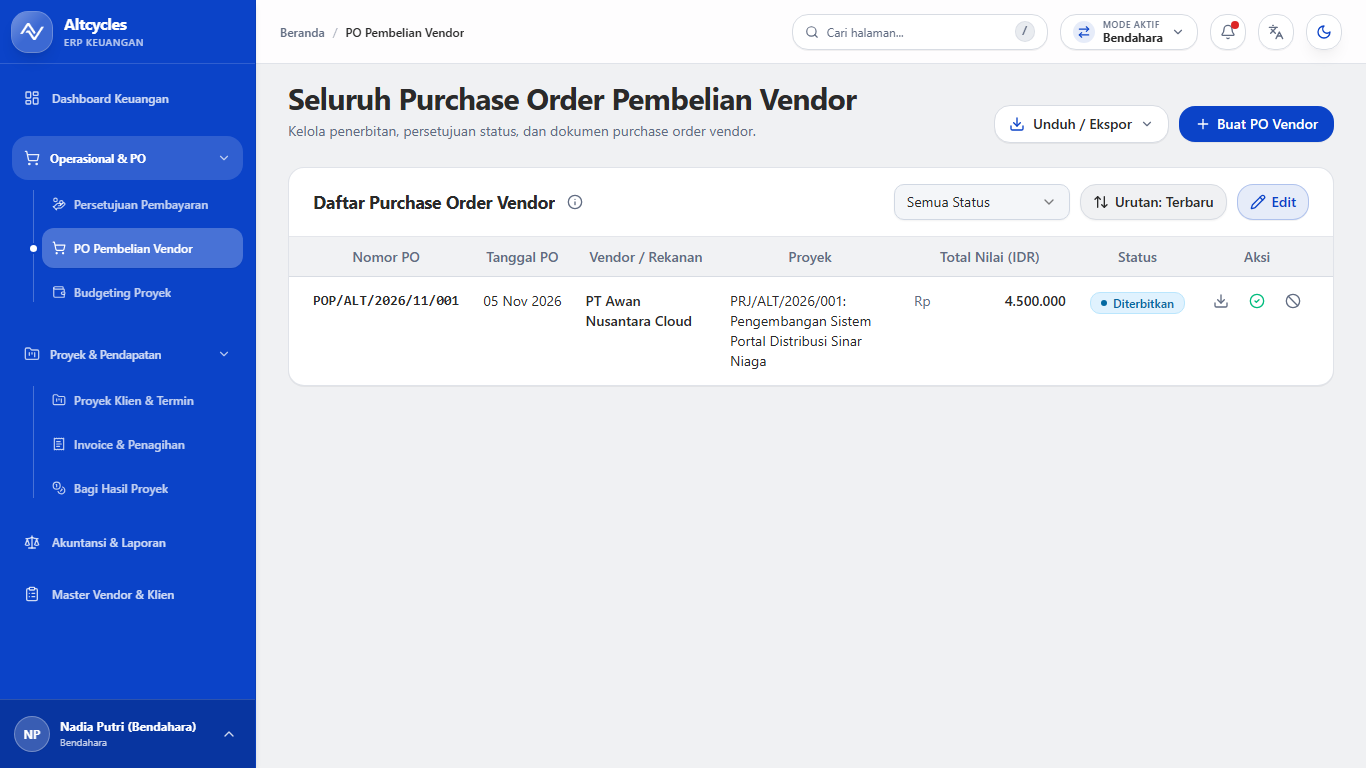 Altcycles
ERP KEUANGAN
Dashboard Keuangan
Operasional & PO
Persetujuan Pembayaran
PO Pembelian Vendor
Budgeting Proyek
Proyek & Pendapatan
Proyek Klien & Termin
Invoice & Penagihan
Bagi Hasil Proyek
Akuntansi & Laporan
Master Vendor & Klien
NP
Nadia Putri (Bendahara)
Bendahara
Beranda / PO Pembelian Vendor
Cari halaman... /
MODE AKTIF
Bendahara
Seluruh Purchase Order Pembelian Vendor
Kelola penerbitan, persetujuan status, dan dokumen purchase order vendor.
Unduh / Ekspor
+ Buat PO Vendor
Daftar Purchase Order Vendor
Semua Status
Urutan: Terbaru
Edit
Nomor PO Tanggal PO Vendor / Rekanan Proyek Total Nilai (IDR) Status Aksi
POP/ALT/2026/11/001 05 Nov 2026 PT Awan PRJ/ALT/2026/001: Rp 4.500.000 Diterbitkan
Nusantara Cloud Pengembangan Sistem
Portal Distribusi Sinar
Niaga